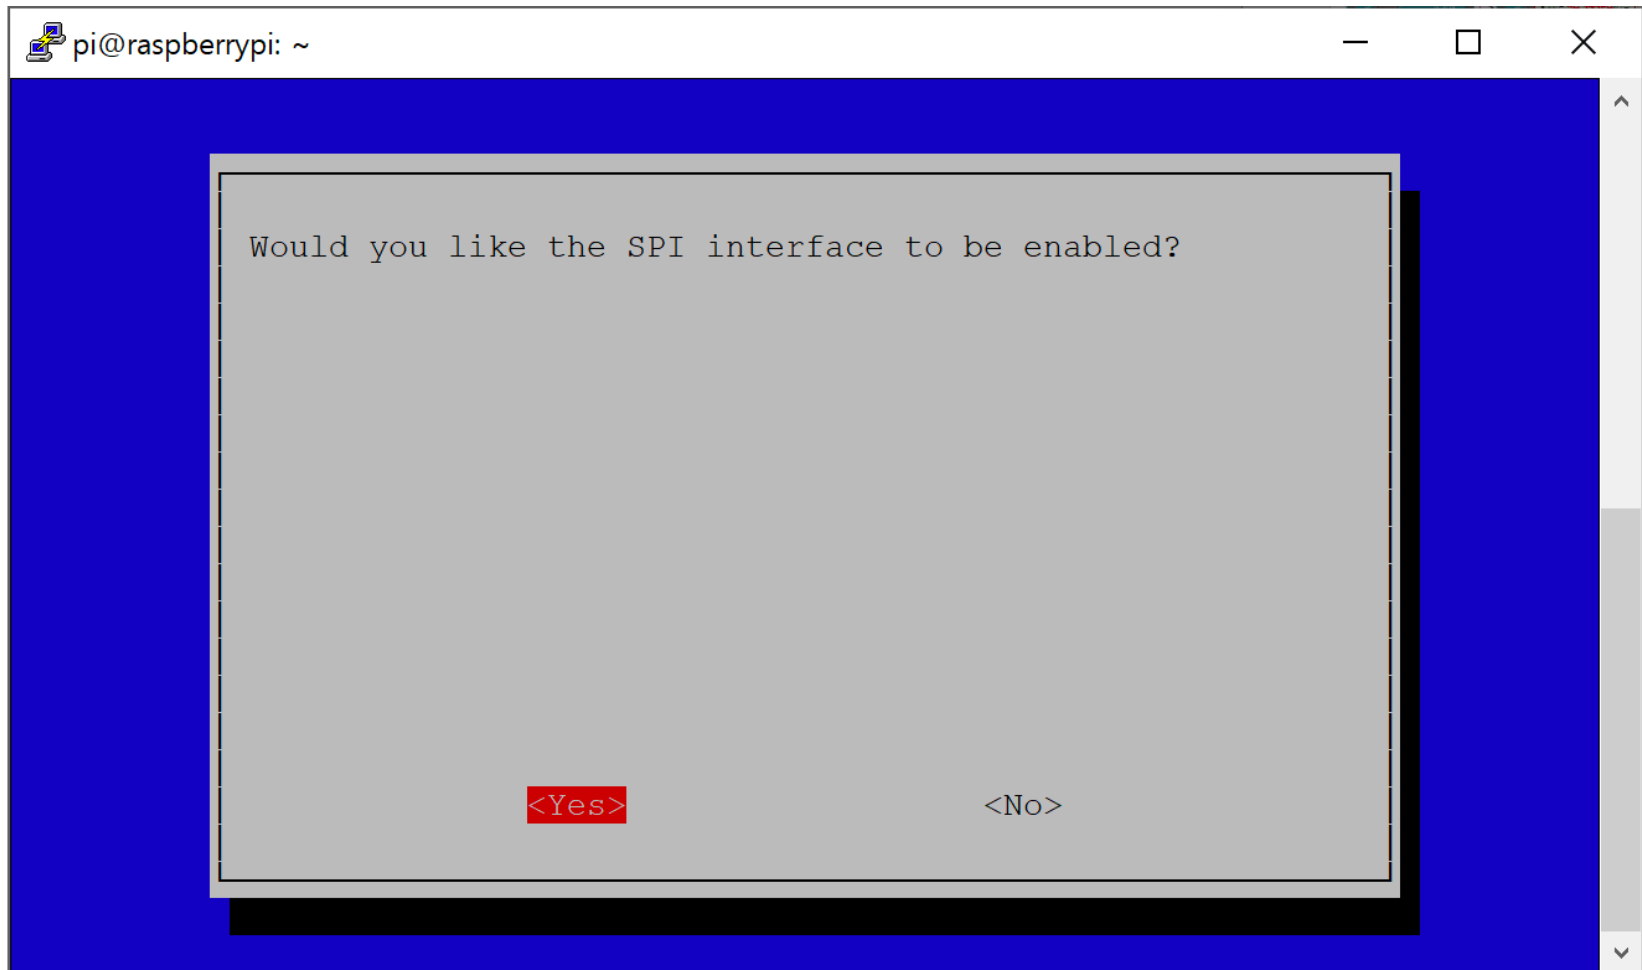 pi@raspberrypi: ~
Would you like the SPI interface to be enabled?
<Yes> <No>